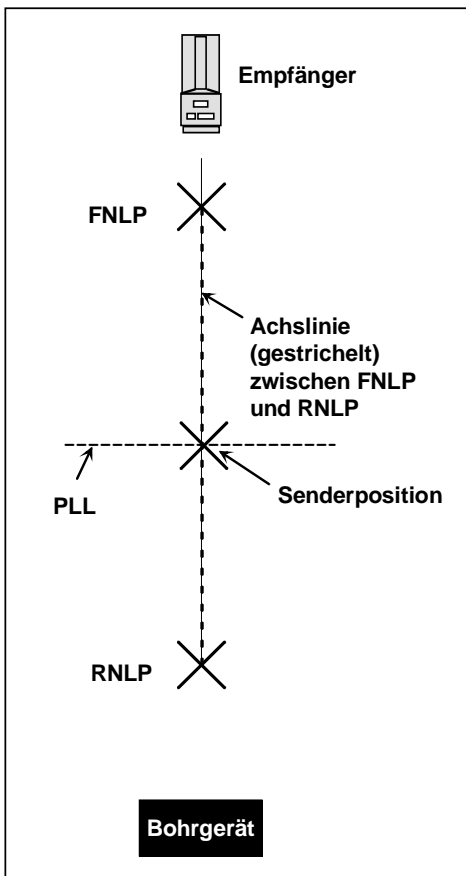 Empfänger
FNLP
Achslinie
(gestrichelt)
zwischen FNLP
und RNLP
Senderposition
PLL
RNLP
Bohrgerät